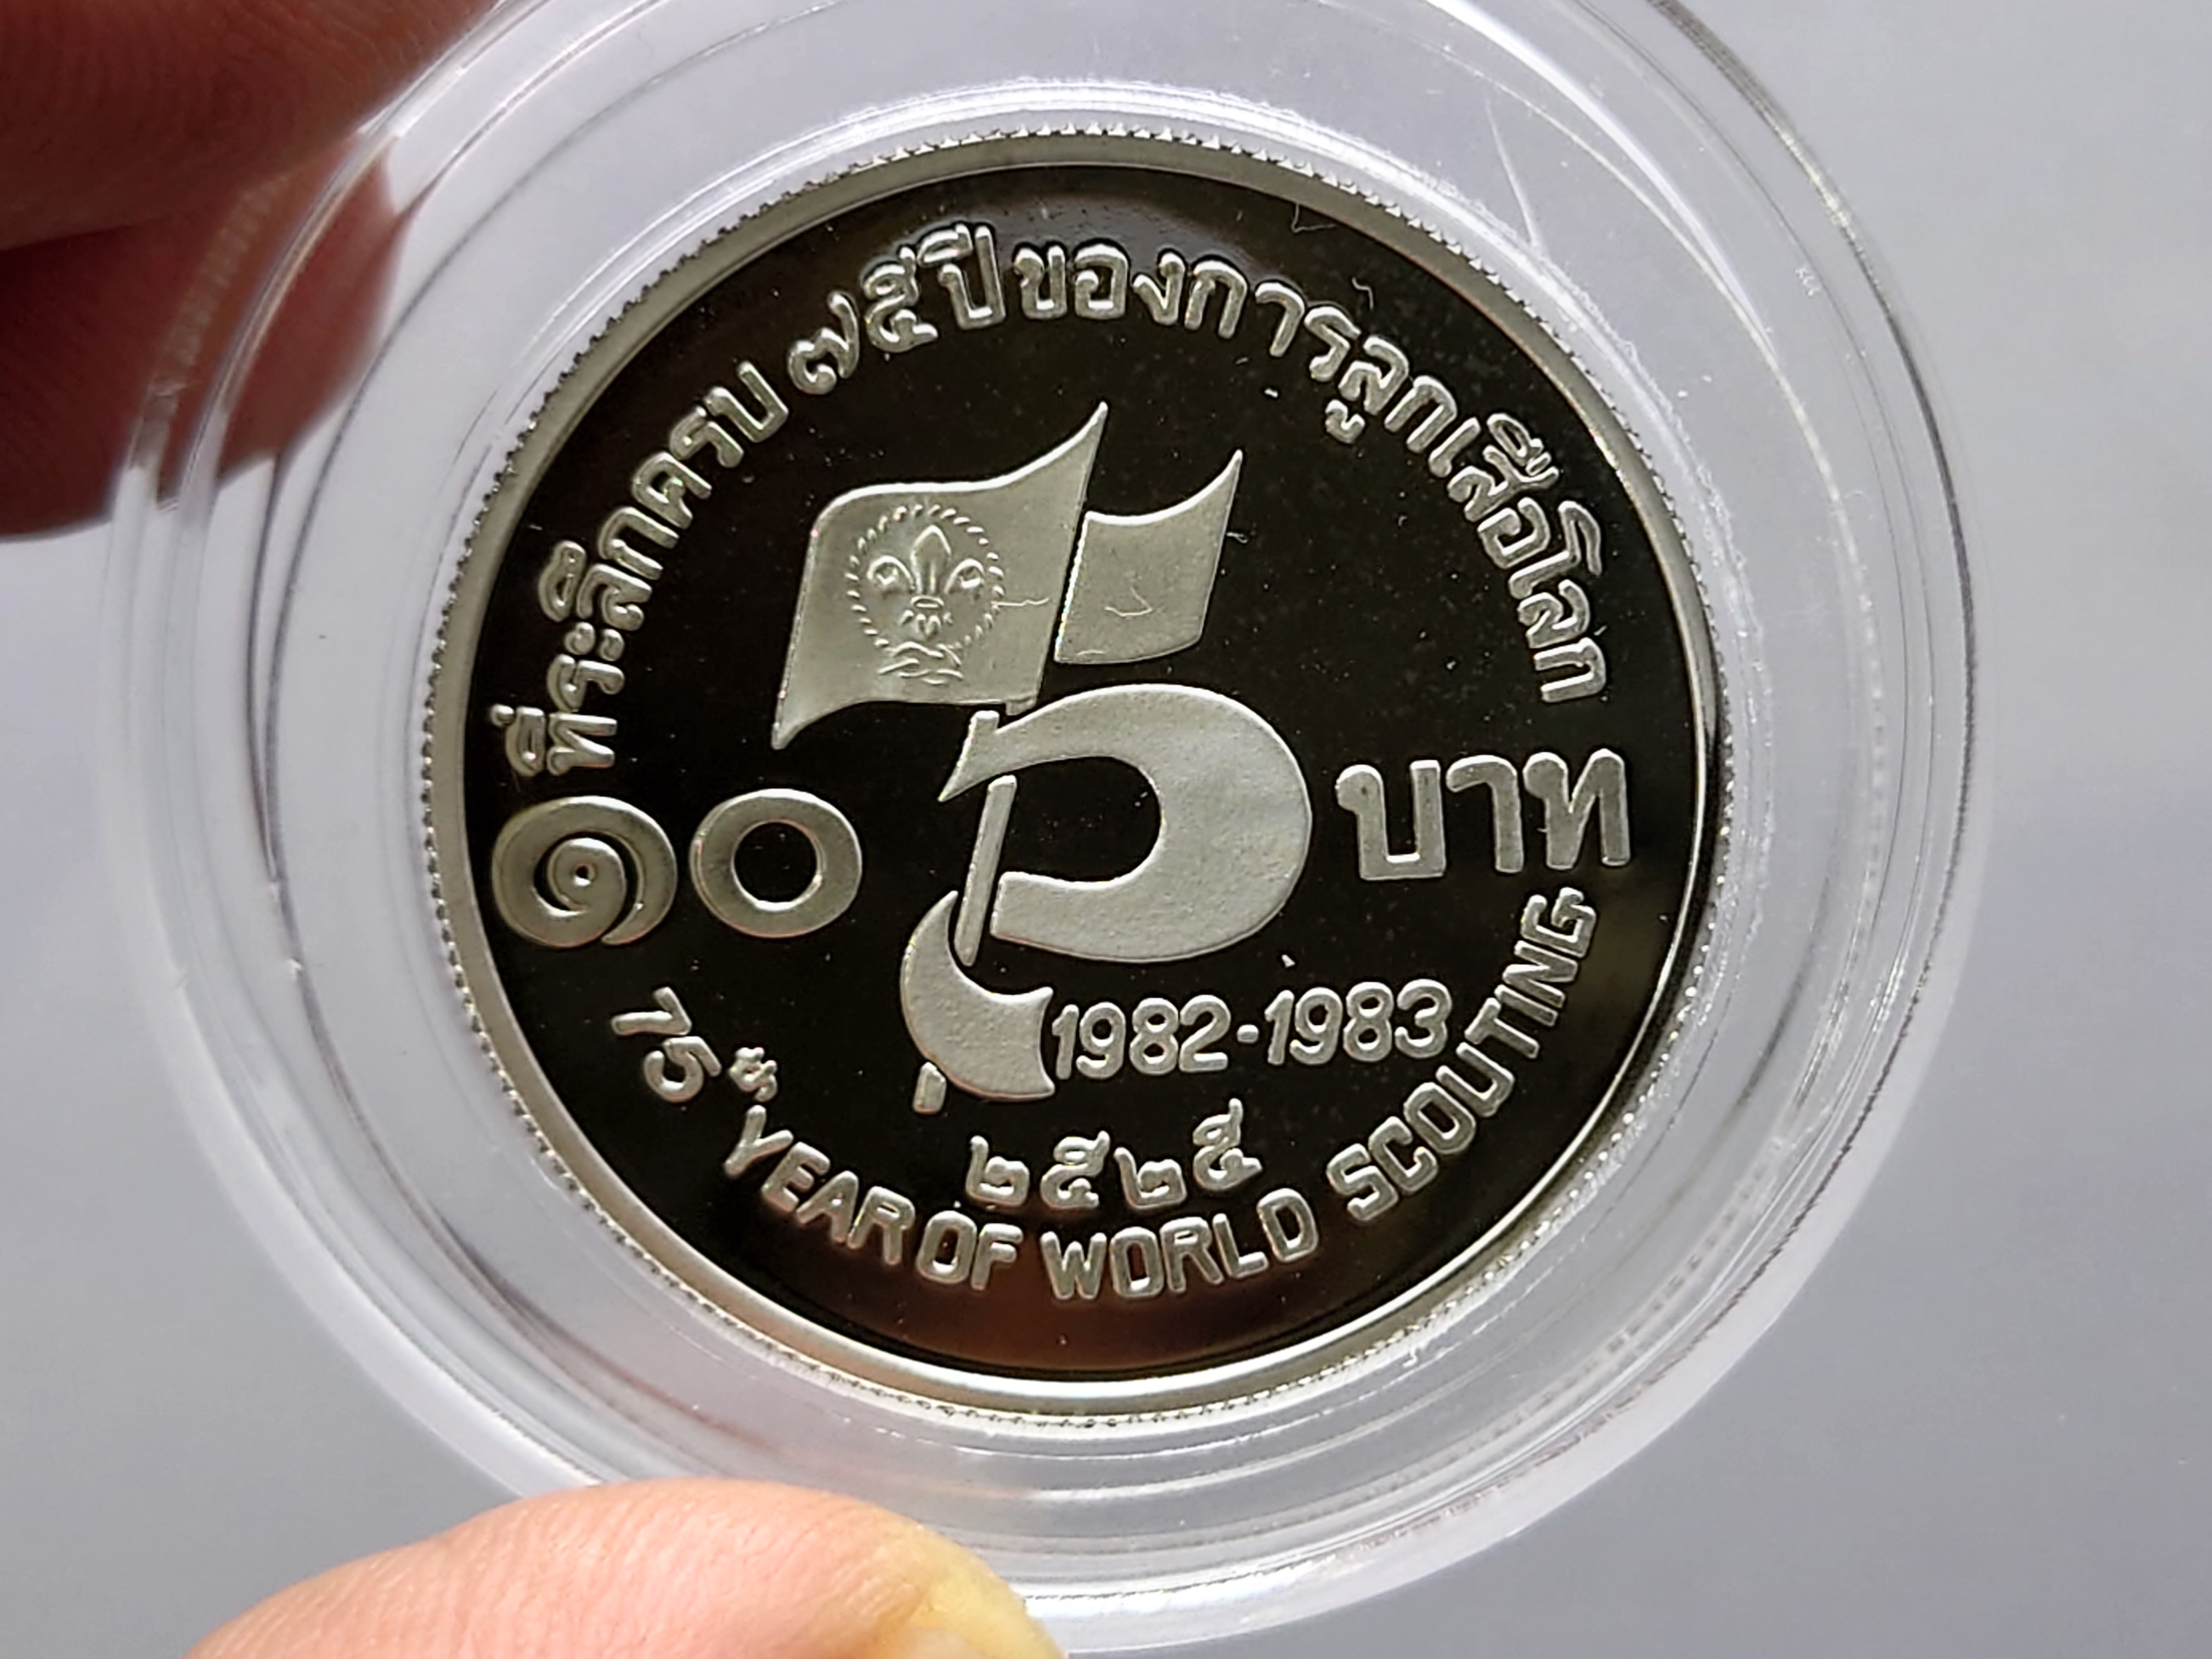 ที่ระลึกครบ ๗๕ ปี ของการลูกเสือโลก
๑๐ บาท
1982-1983
๒๕๒๕
75th YEAR OF WORLD SCOUTING